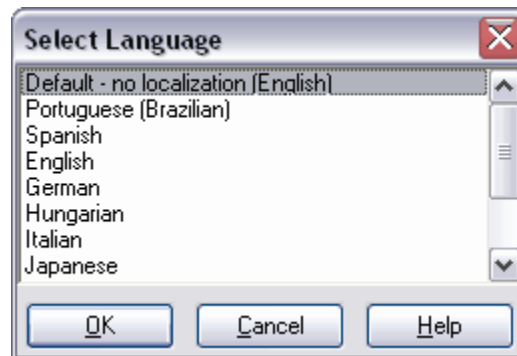 Select Language
Default - no localization (English)
Portuguese (Brazilian)
Spanish
English
German
Hungarian
Italian
Japanese
OK Cancel Help